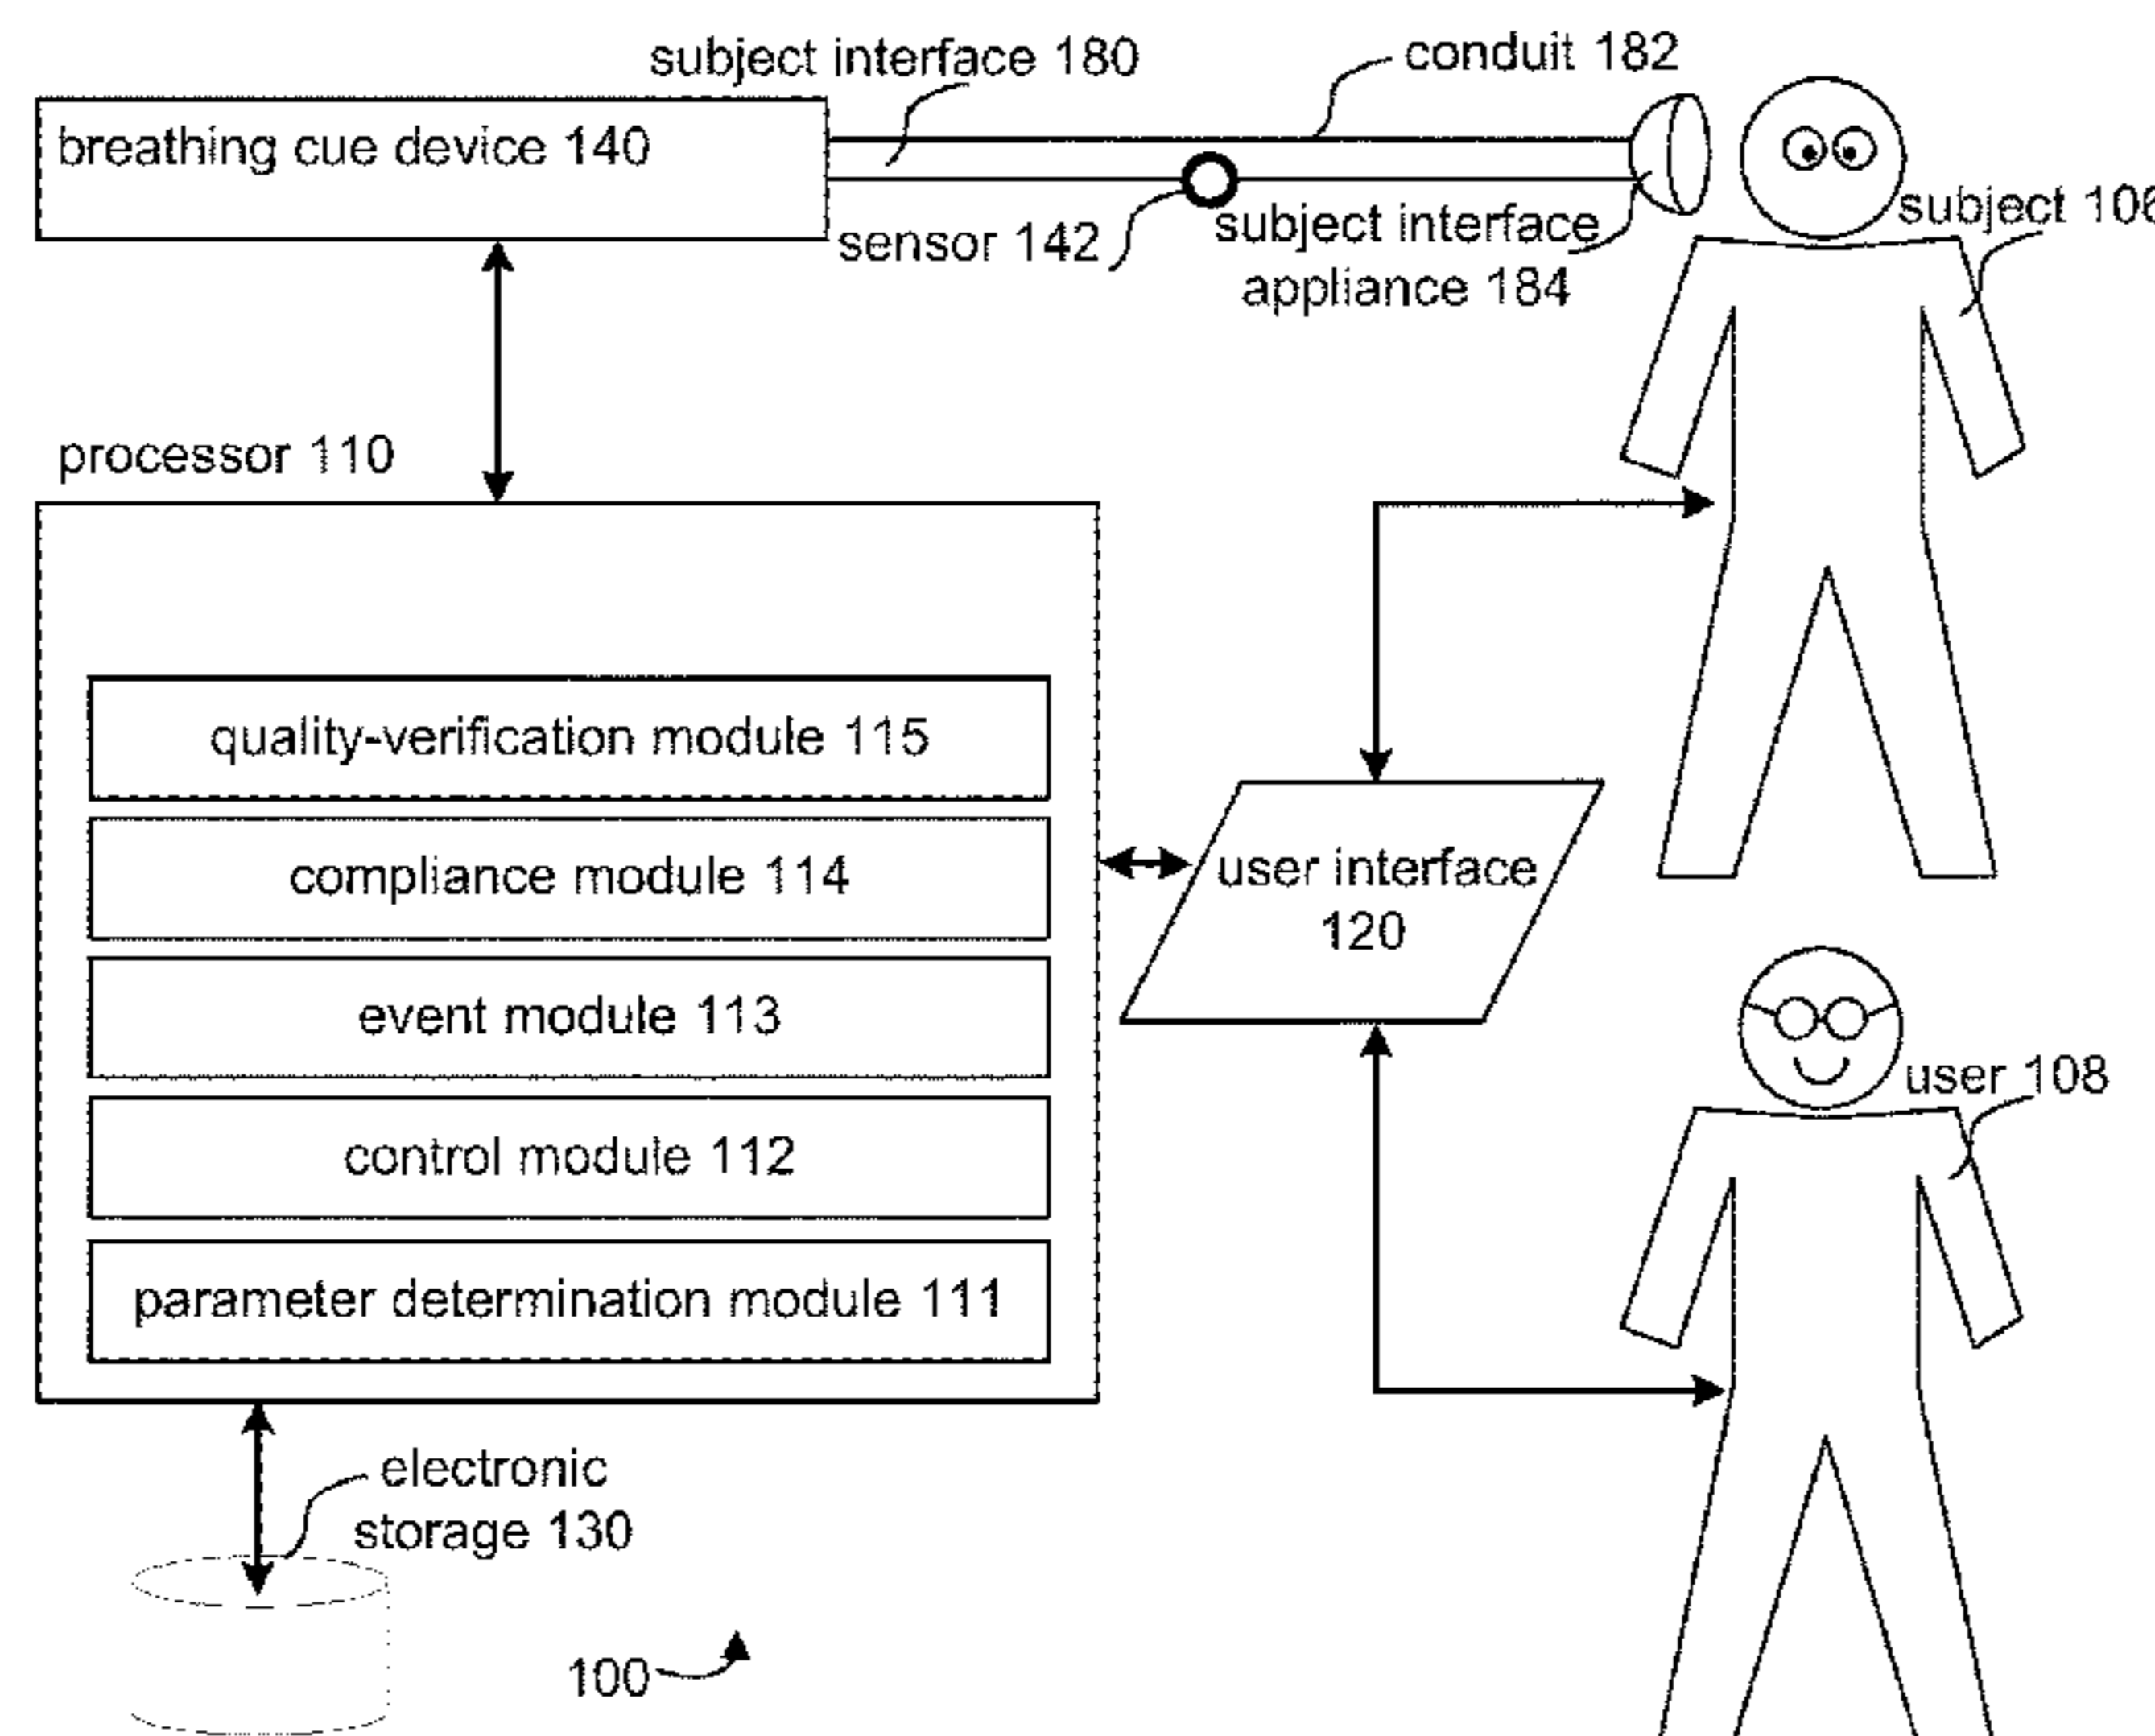 subject interface 180
conduit 182
breathing cue device 140
subject 106
sensor 142
subject interface
appliance 184
processor 110
quality-verification module 115
compliance module 114
user interface
120
event module 113
user 108
control module 112
parameter determination module 111
electronic
storage 130
100